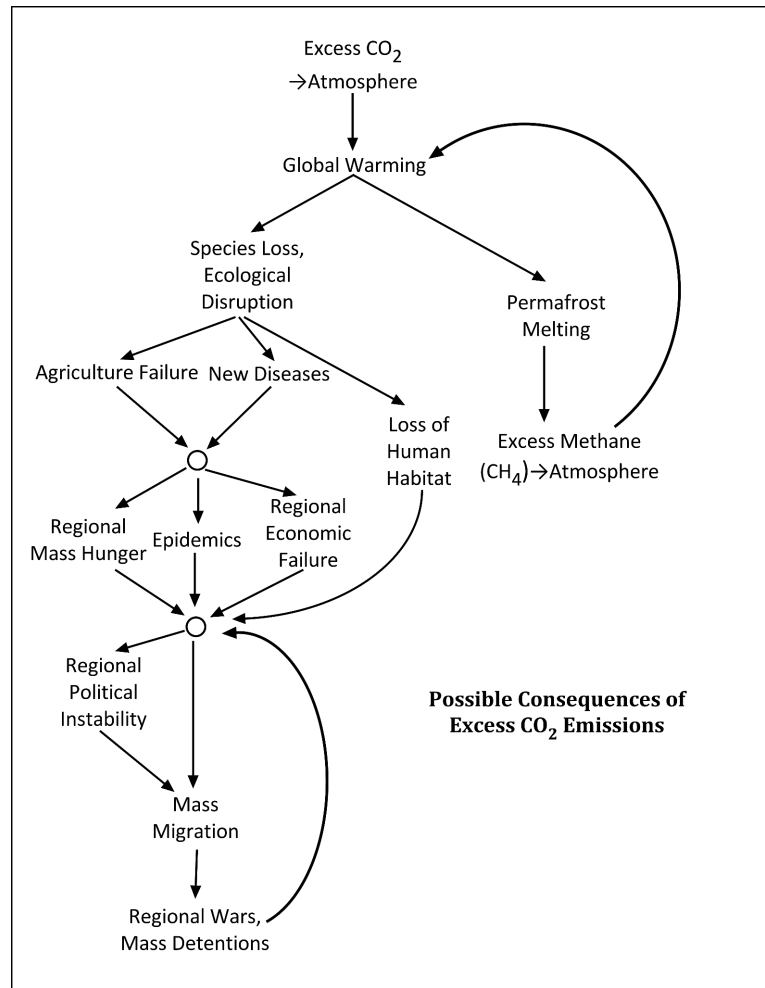 Excess CO₂
→Atmosphere
Global Warming
Species Loss,
Ecological
Disruption
Permafrost
Melting
Agriculture Failure
New Diseases
Loss of
Human
Habitat
Excess Methane
(CH₄)→Atmosphere
Regional
Mass Hunger
Epidemics
Regional
Economic
Failure
Regional
Political
Instability
Possible Consequences of
Excess CO₂ Emissions
Mass
Migration
Regional Wars,
Mass Detentions